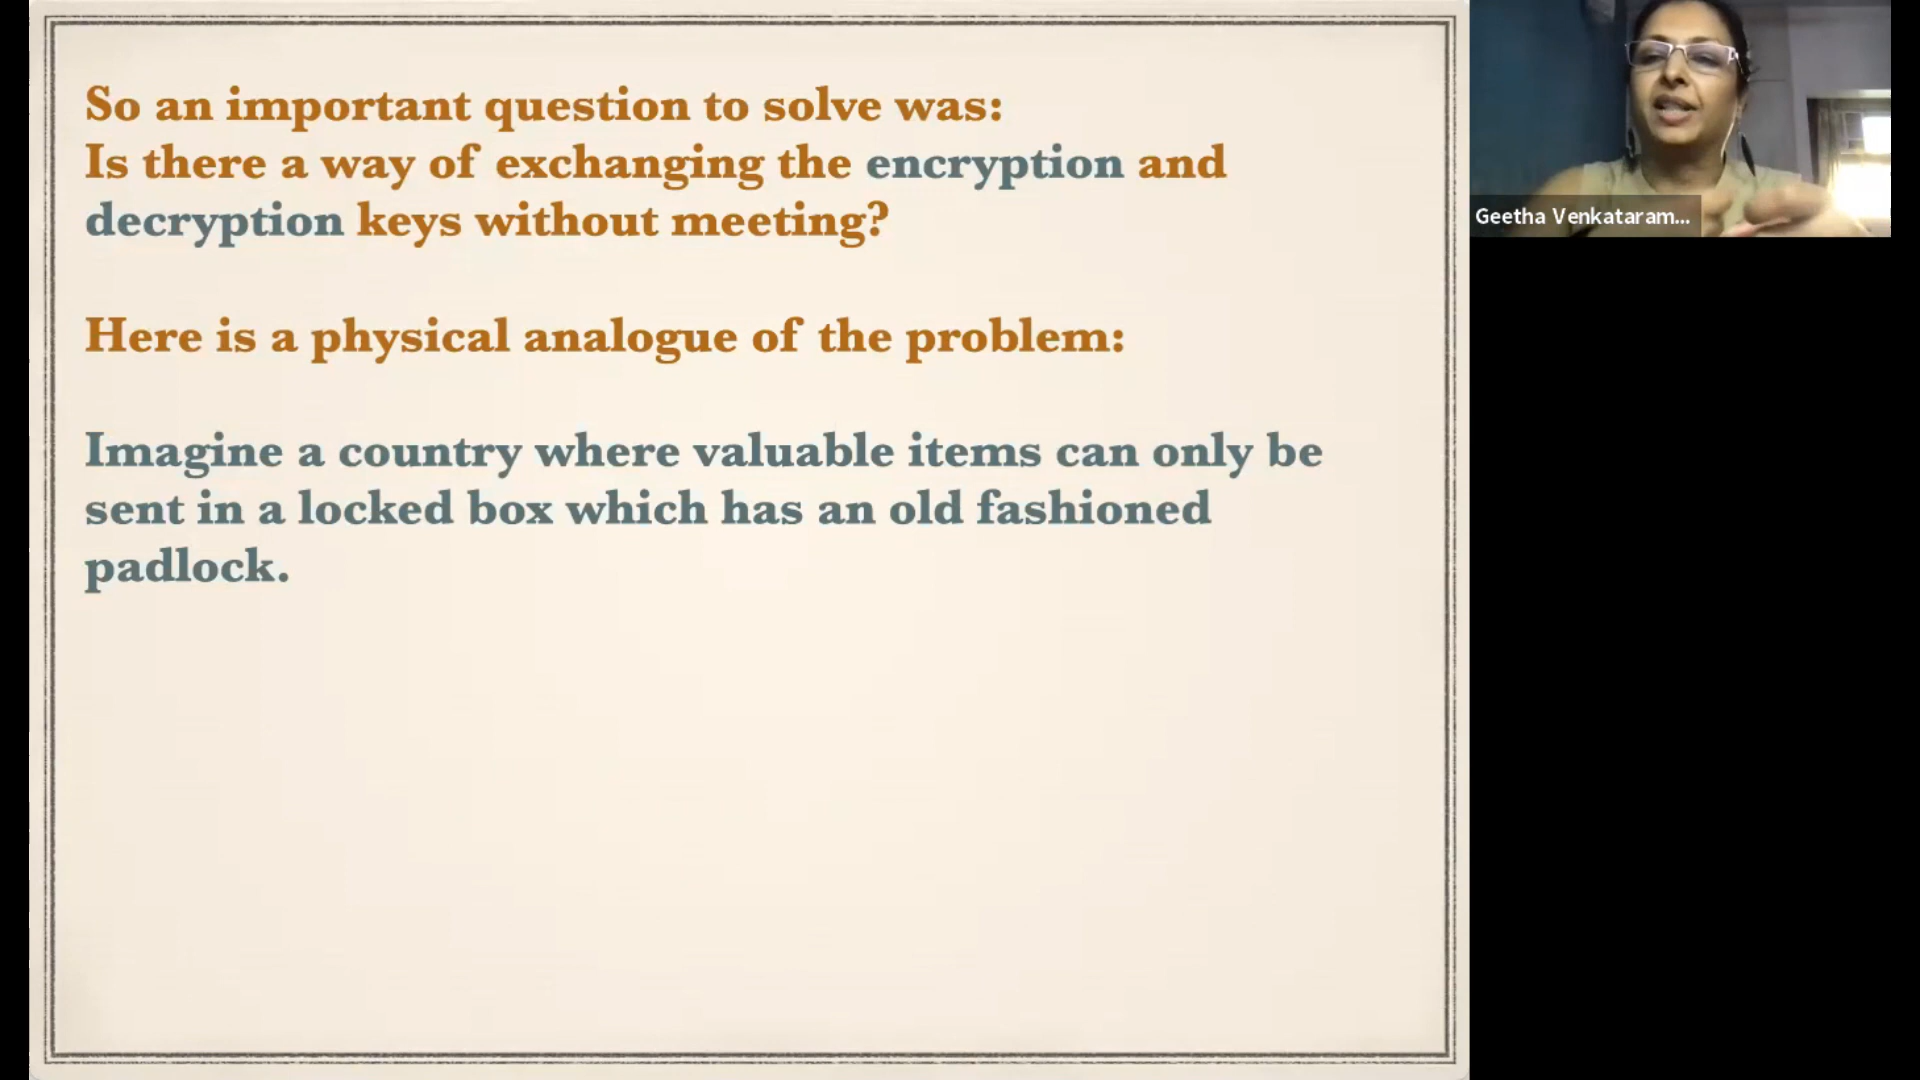 So an important question to solve was:
Is there a way of exchanging the encryption and
decryption keys without meeting?
Here is a physical analogue of the problem:
Imagine a country where valuable items can only be
sent in a locked box which has an old fashioned
padlock.
Geetha Venkataram...